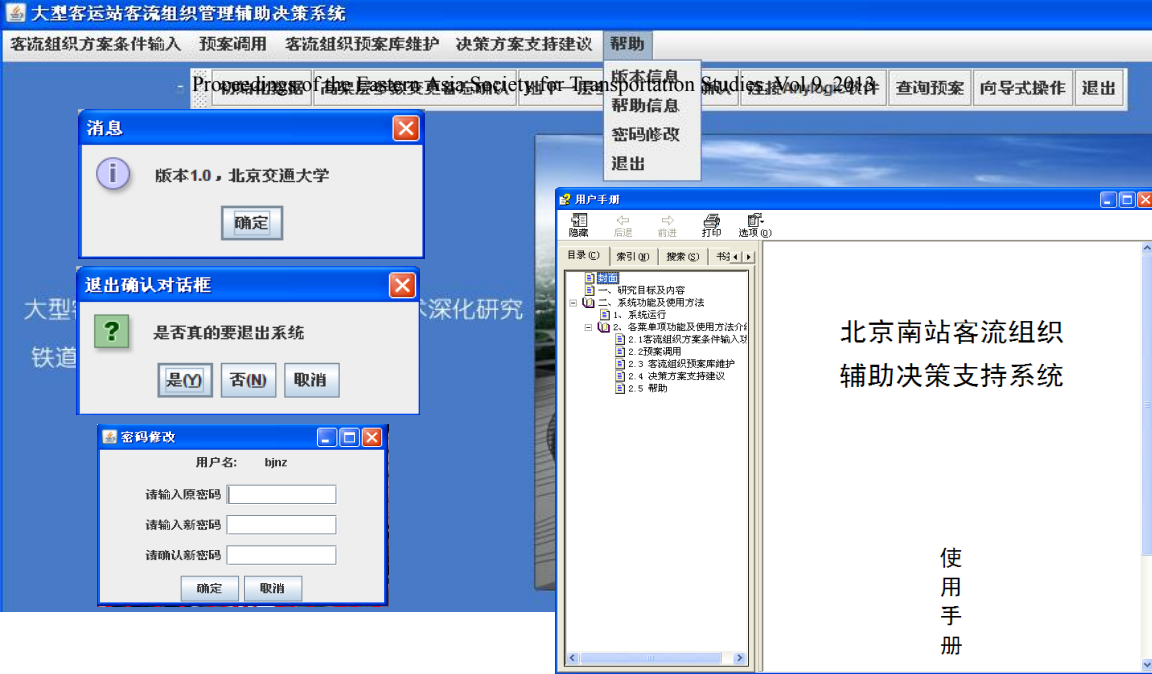 大型客运站客流组织管理辅助决策系统
客流组织方案条件输入 预案调用 客流组织预案库维护 决策方案支持建议 帮助
Proceedings of the Eastern Asia Society for Transportation Studies, Vol.9, 2013
查询预案 向导式操作 退出
版本信息
帮助信息
密码修改
退出
消息
版本1.0，北京交通大学
确定
退出确认对话框
是否真的要退出系统
是(Y) 否(N) 取消
大型
深化研究
铁道
密码修改
用户名: bjnz
请输入原密码
请输入新密码
请确认新密码
确定 取消
用户手册
隐藏 后退 前进 打印 选项(O)
目录(C) 索引(N) 搜索(S)
封面
一、研究目标及内容
二、系统功能及使用方法
1、系统运行
2、各菜单项功能及使用方法介
2.1客流组织方案条件输入功
2.2预案调用
2.3 客流组织预案库维护
2.4 决策方案支持建议
2.5 帮助
北京南站客流组织
辅助决策支持系统
使
用
手
册